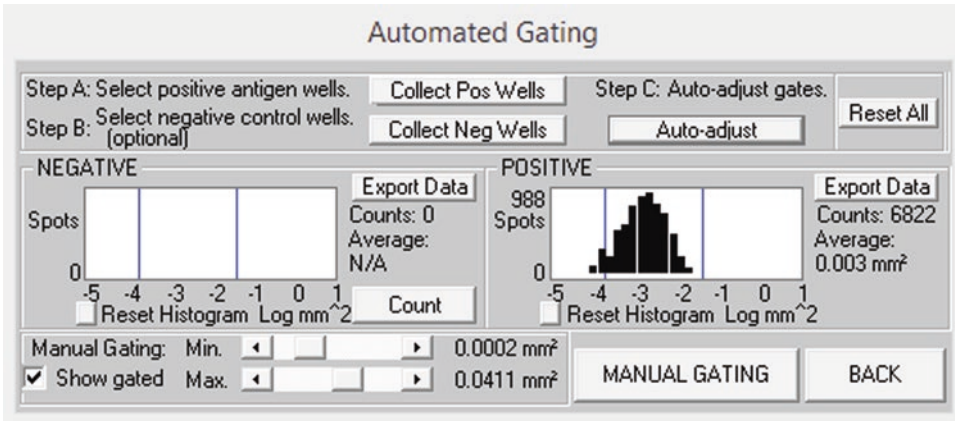 Automated Gating
Step A: Select positive antigen wells.
Collect Pos Wells
Step B: Select negative control wells.
(optional)
Collect Neg Wells
Step C: Auto-adjust gates.
Auto-adjust
Reset All
NEGATIVE
Spots
0
-5 -4 -3 -2 -1 0 1
Reset Histogram Log mm^2
Export Data
Counts: 0
Average:
N/A
Count
POSITIVE
988
Spots
0
-5 -4 -3 -2 -1 0 1
Reset Histogram Log mm^2
Export Data
Counts: 6822
Average:
0.003 mm²
Manual Gating: Min. 0.0002 mm²
Show gated Max. 0.0411 mm²
MANUAL GATING
BACK